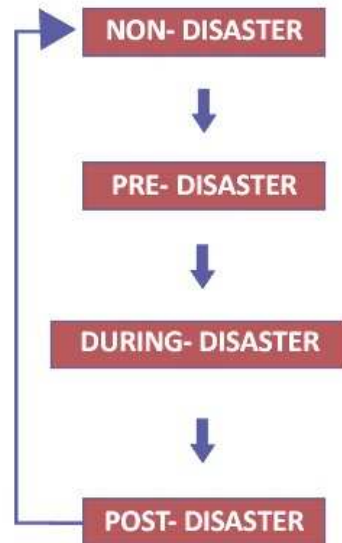 NON- DISASTER
PRE- DISASTER
DURING- DISASTER
POST- DISASTER